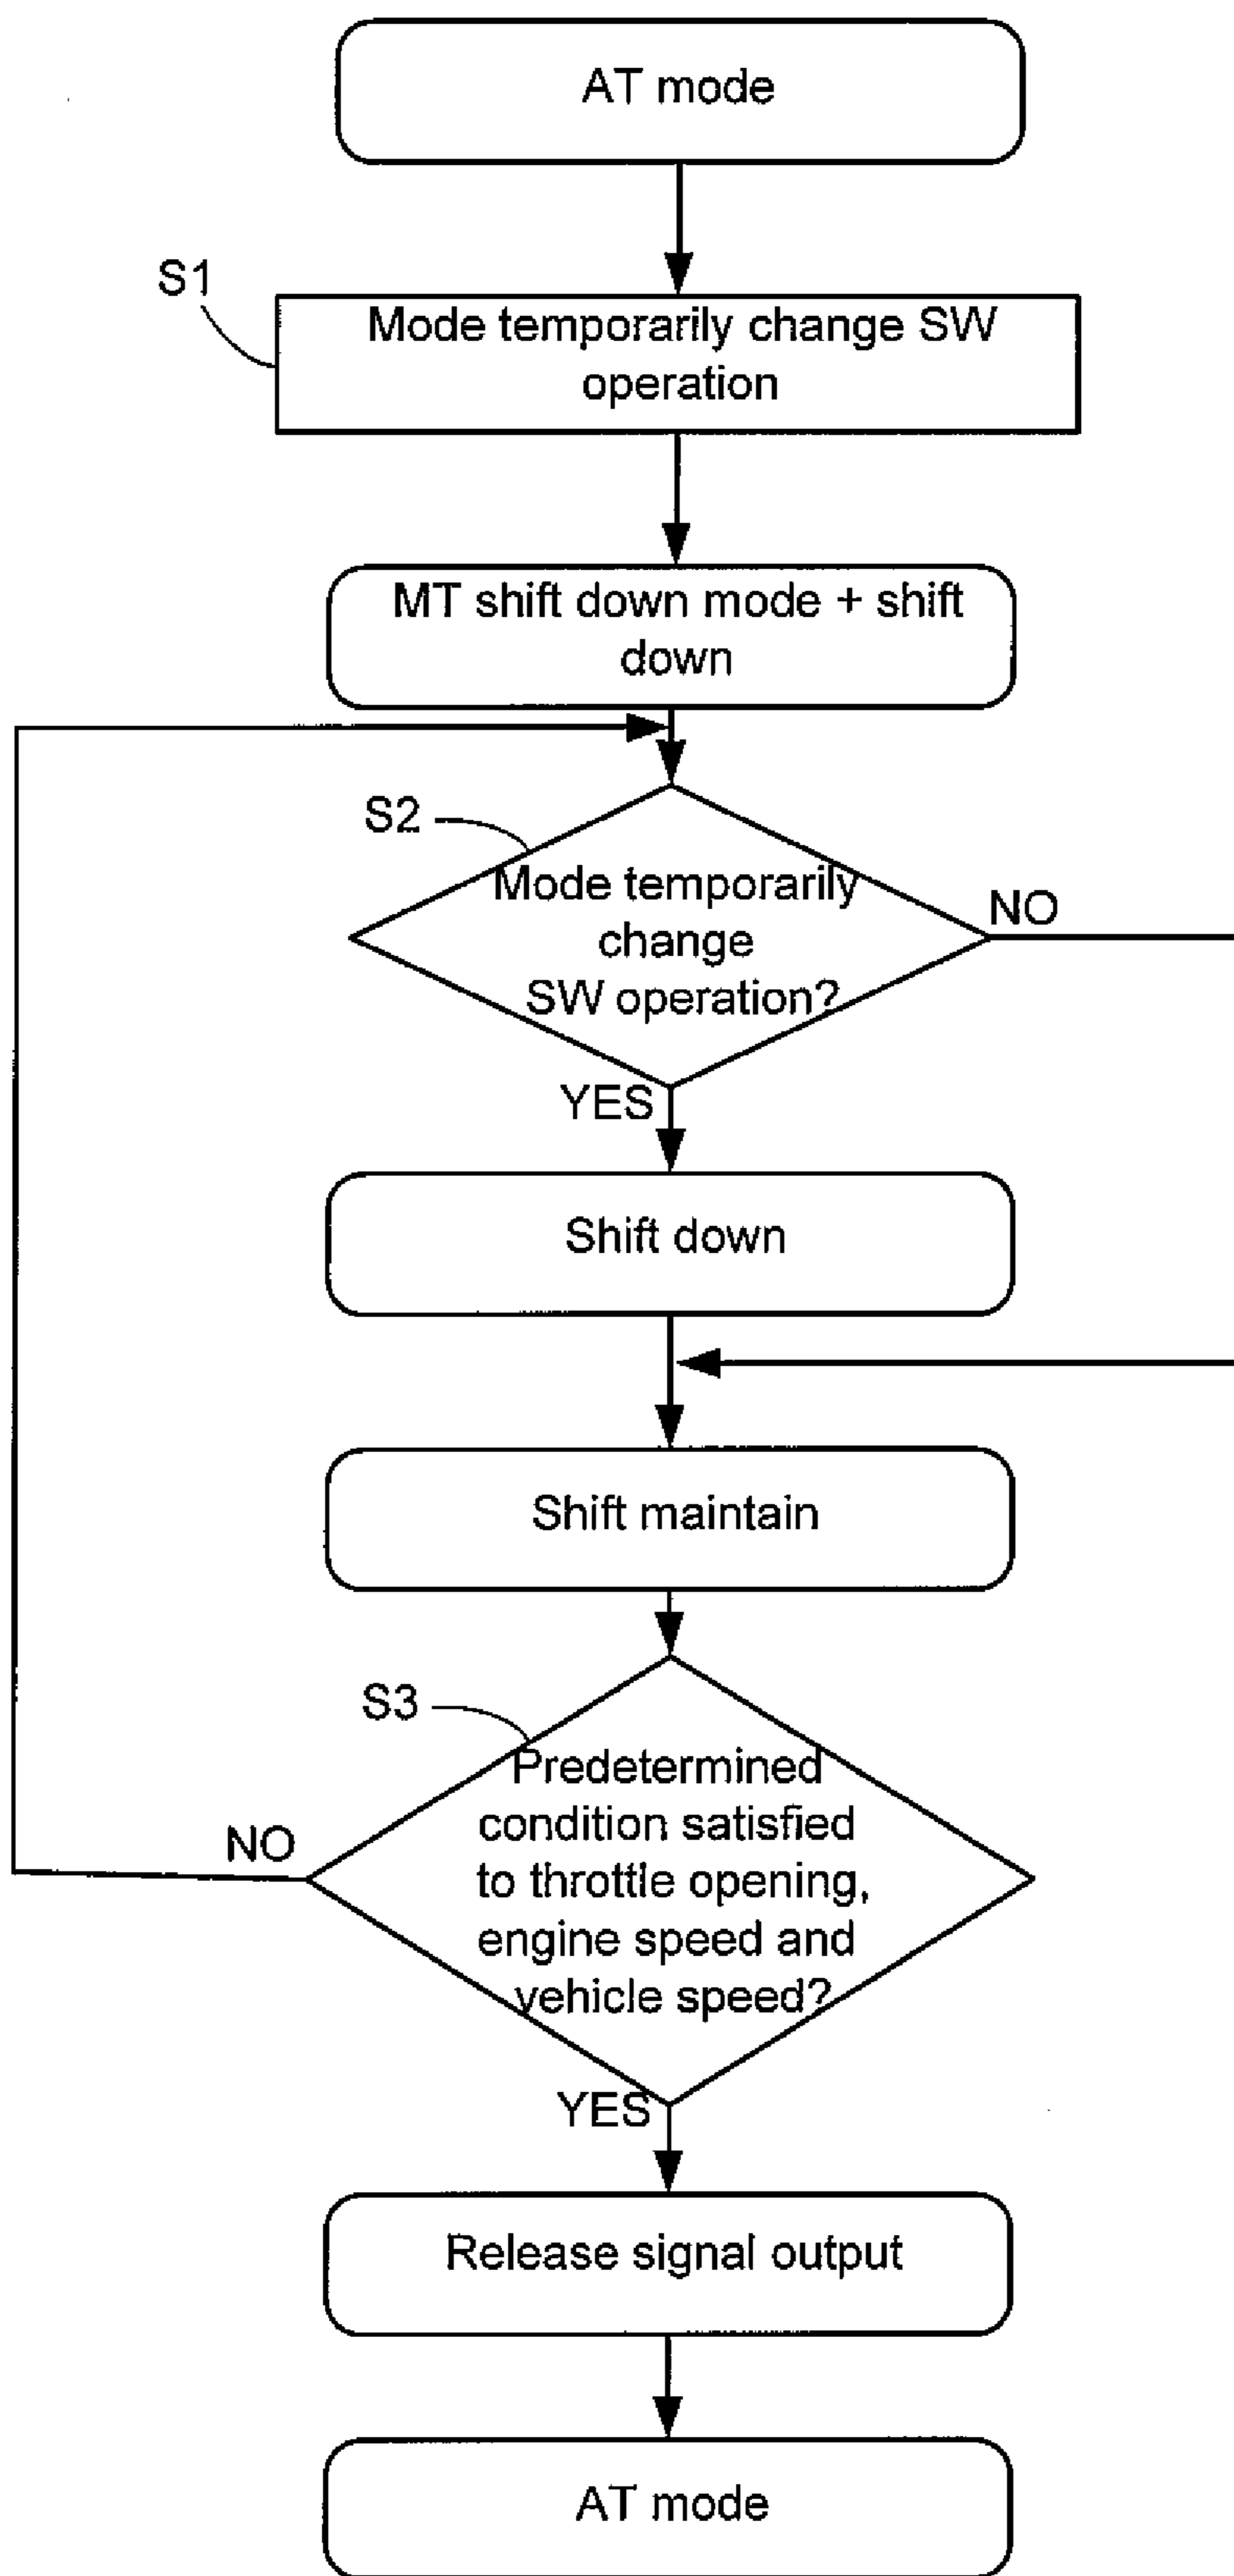 AT mode
S1
Mode temporarily change SW
operation
MT shift down mode + shift
down
S2
Mode temporarily
change
SW operation?
NO
YES
Shift down
Shift maintain
S3
Predetermined
condition satisfied
to throttle opening,
engine speed and
vehicle speed?
NO
YES
Release signal output
AT mode